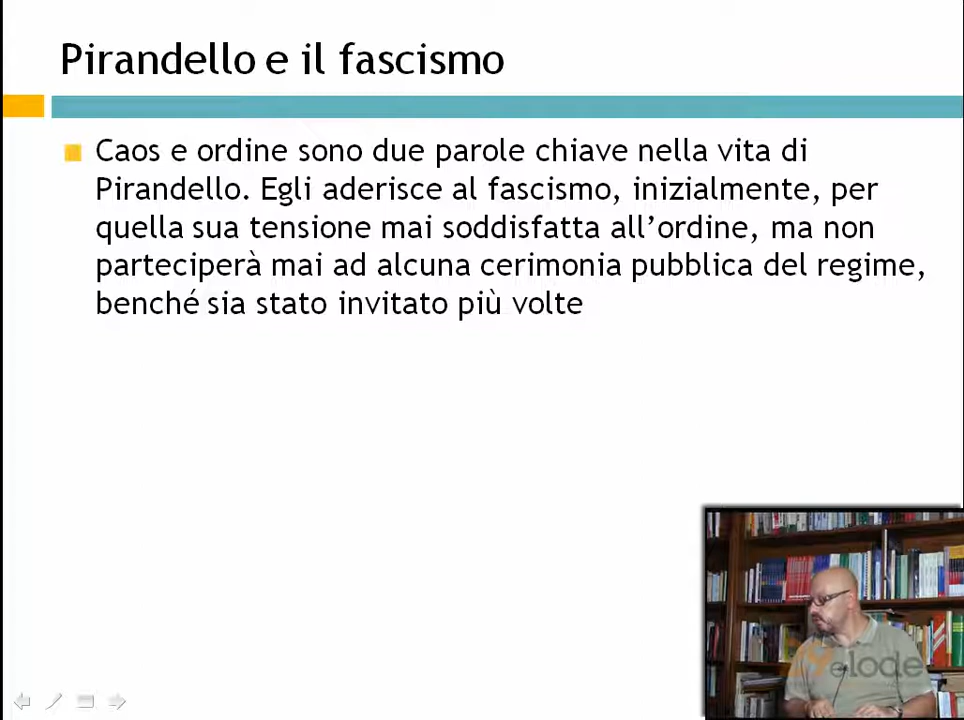 Pirandello e il fascismo
Caos e ordine sono due parole chiave nella vita di
Pirandello. Egli aderisce al fascismo, inizialmente, per
quella sua tensione mai soddisfatta all’ordine, ma non
parteciperà mai ad alcuna cerimonia pubblica del regime,
benché sia stato invitato più volte
elode